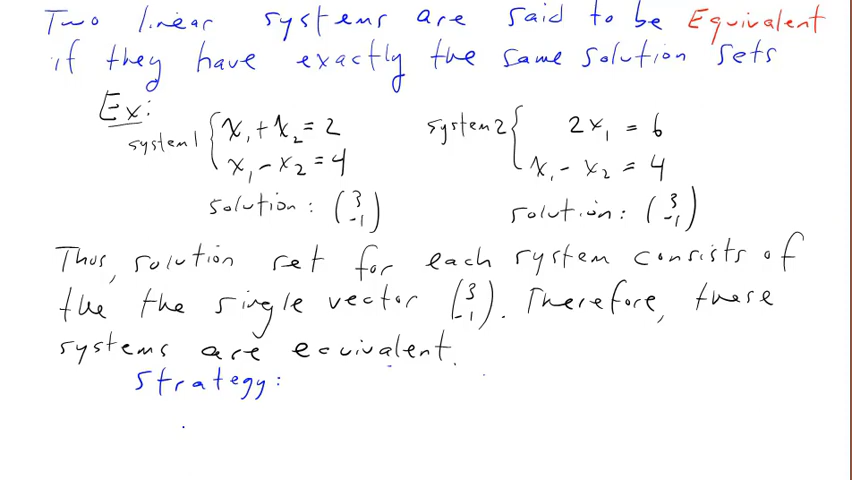 Two linear systems are said to be Equivalent
if they have exactly the same solution sets
Ex:
system1 { x₁ + x₂ = 2
x₁ - x₂ = 4
solution: (3 -1)
system2 { 2x₁ = 6
x₁ - x₂ = 4
solution: (3 -1)
Thus, solution set for each system consists of
the the single vector (3 -1). Therefore, these
systems are equivalent.
Strategy: